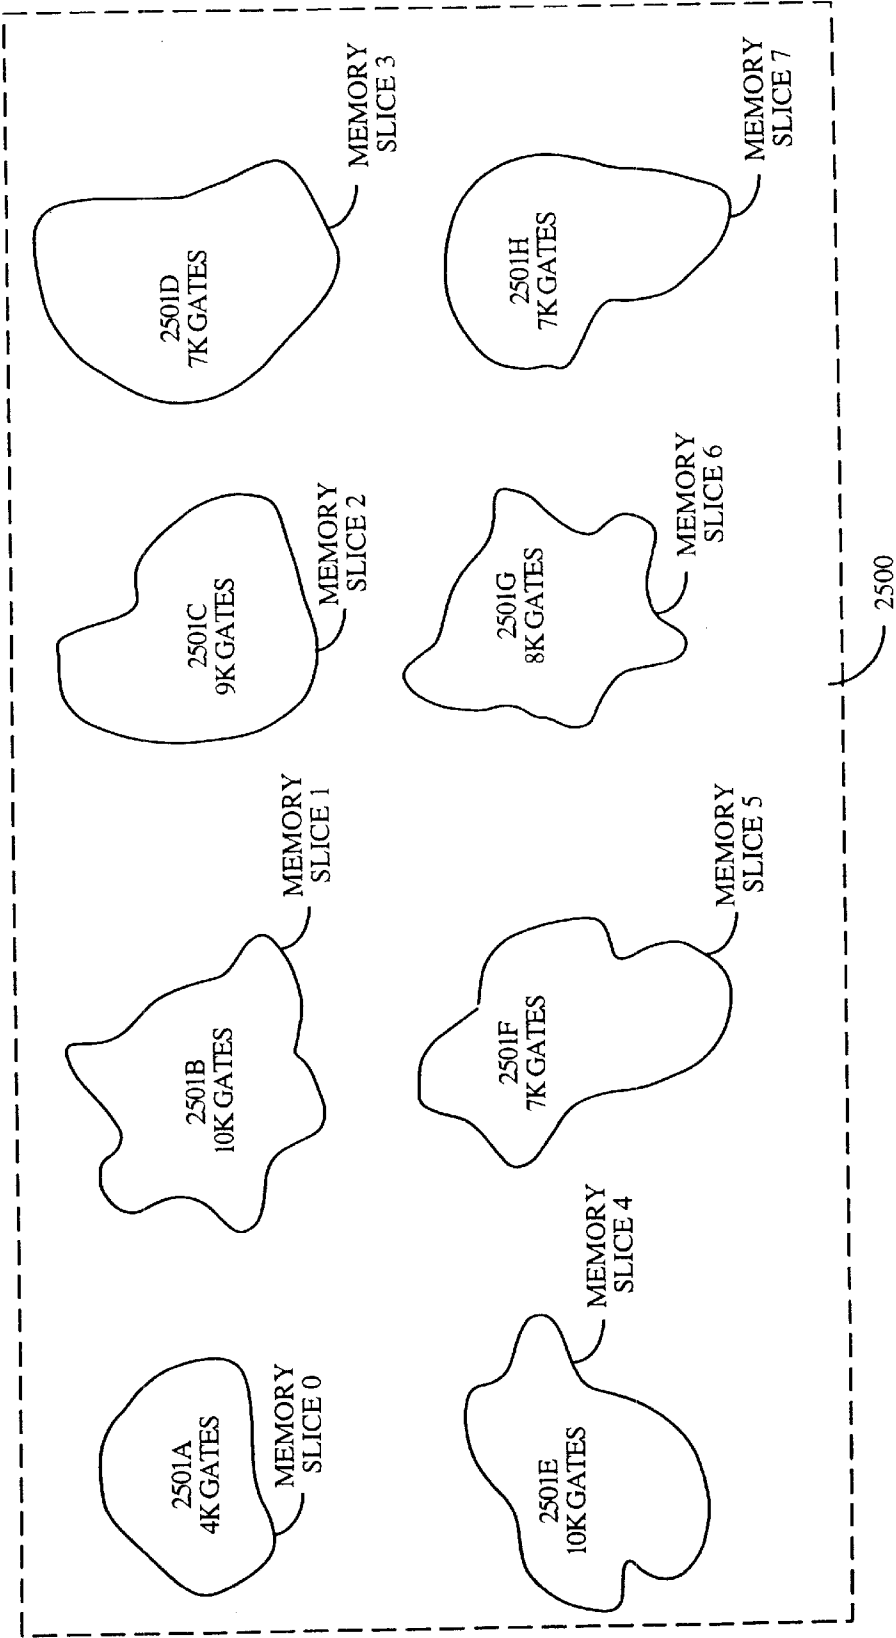 2501A
4K GATES
MEMORY
SLICE 0
2501B
10K GATES
MEMORY
SLICE 1
2501C
9K GATES
MEMORY
SLICE 2
2501D
7K GATES
MEMORY
SLICE 3
2501E
10K GATES
MEMORY
SLICE 4
2501F
7K GATES
MEMORY
SLICE 5
2501G
8K GATES
MEMORY
SLICE 6
2501H
7K GATES
MEMORY
SLICE 7
2500